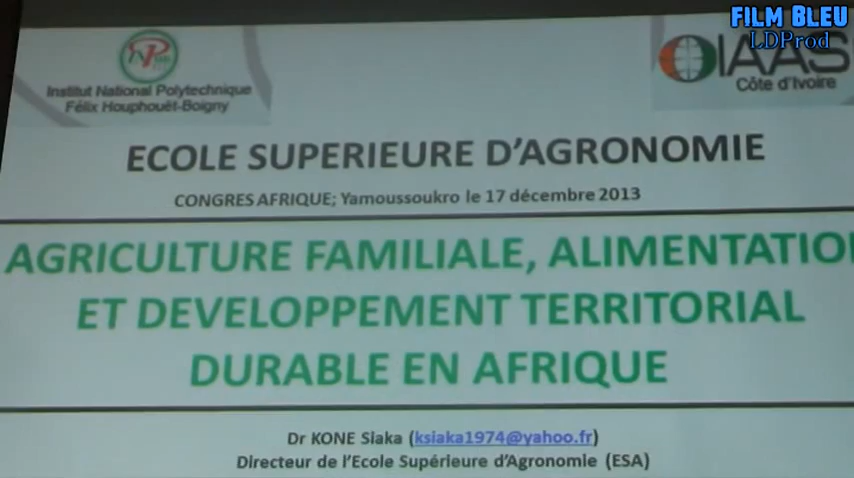 FILM BLEU
LDProd
Institut National Polytechnique
Félix Houphouët-Boigny
IAAS
Côte d'Ivoire
ECOLE SUPERIEURE D'AGRONOMIE
CONGRES AFRIQUE; Yamoussoukro le 17 décembre 2013
AGRICULTURE FAMILIALE, ALIMENTATION
ET DEVELOPPEMENT TERRITORIAL
DURABLE EN AFRIQUE
Dr KONE Siaka (ksiaka1974@yahoo.fr)
Directeur de l'Ecole Supérieure d'Agronomie (ESA)